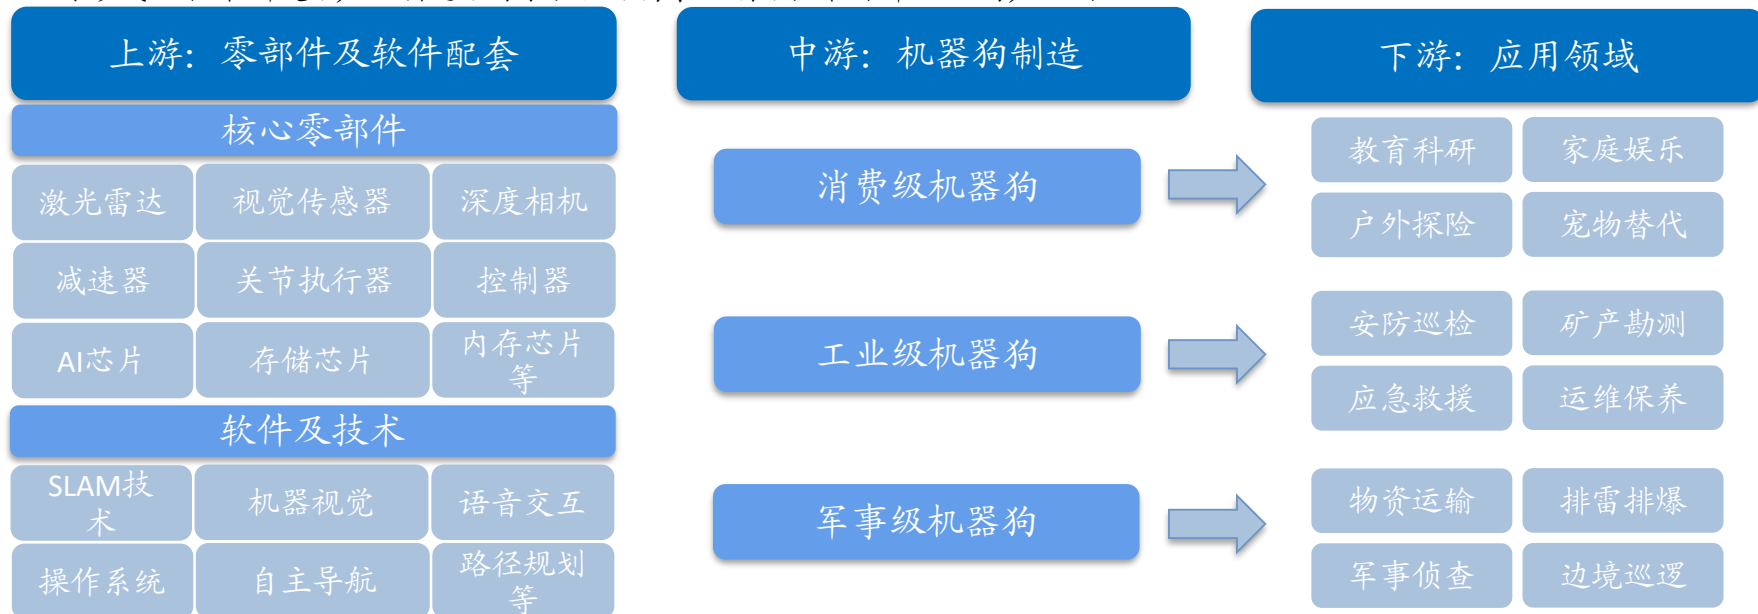 上游：零部件及软件配套
中游：机器狗制造
下游：应用领域
核心零部件
激光雷达
视觉传感器
深度相机
减速器
关节执行器
控制器
AI芯片
存储芯片
内存芯片
等
软件及技术
SLAM技
术
机器视觉
语音交互
操作系统
自主导航
路径规划
等
消费级机器狗
工业级机器狗
军事级机器狗
教育科研
家庭娱乐
户外探险
宠物替代
安防巡检
矿产勘测
应急救援
运维保养
物资运输
排雷排爆
军事侦查
边境巡逻